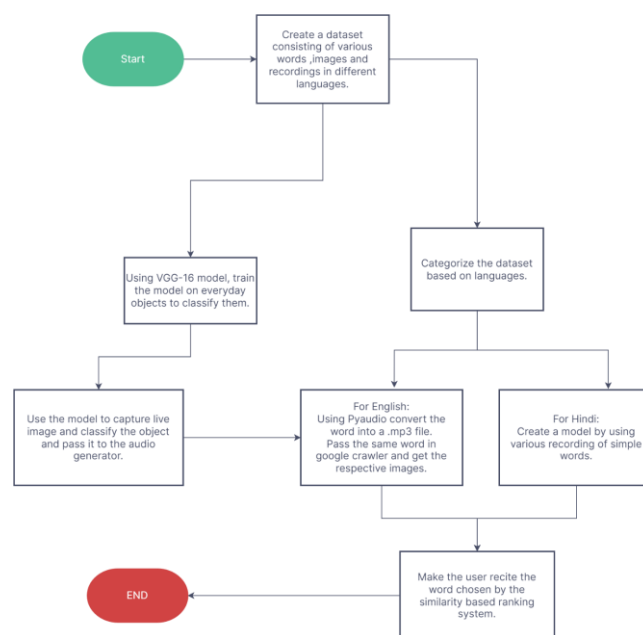 Start
Create a dataset
consisting of various
words ,images and
recordings in different
languages.
Using VGG-16 model, train
the model on everyday
objects to classify them.
Categorize the dataset
based on languages.
Use the model to capture live
image and classify the object
and pass it to the audio
generator.
For English:
Using Pyaudio convert the
word into a .mp3 file.
Pass the same word in
google crawler and get the
respective images.
For Hindi:
Create a model by using
various recording of simple
words.
Make the user recite the
word chosen by the
similarity based ranking
system.
END